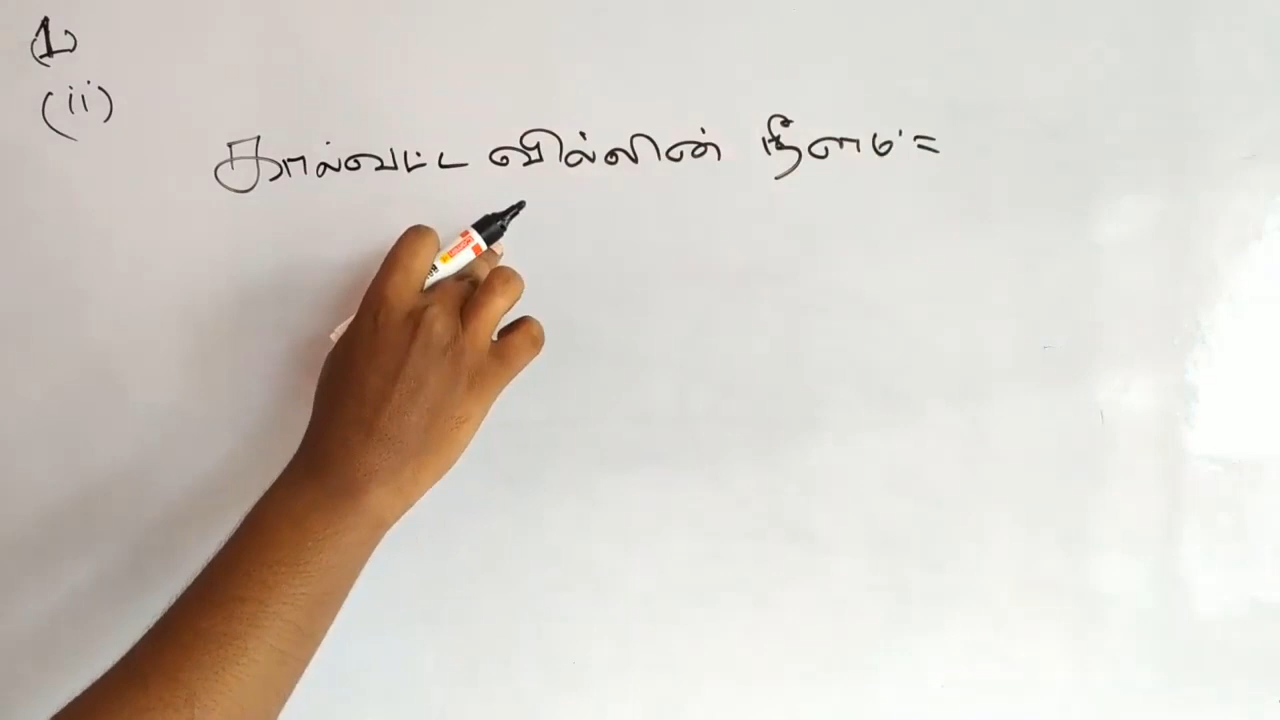 (1)
(ii)
கால்வட்ட வில்லின் நீளம் =